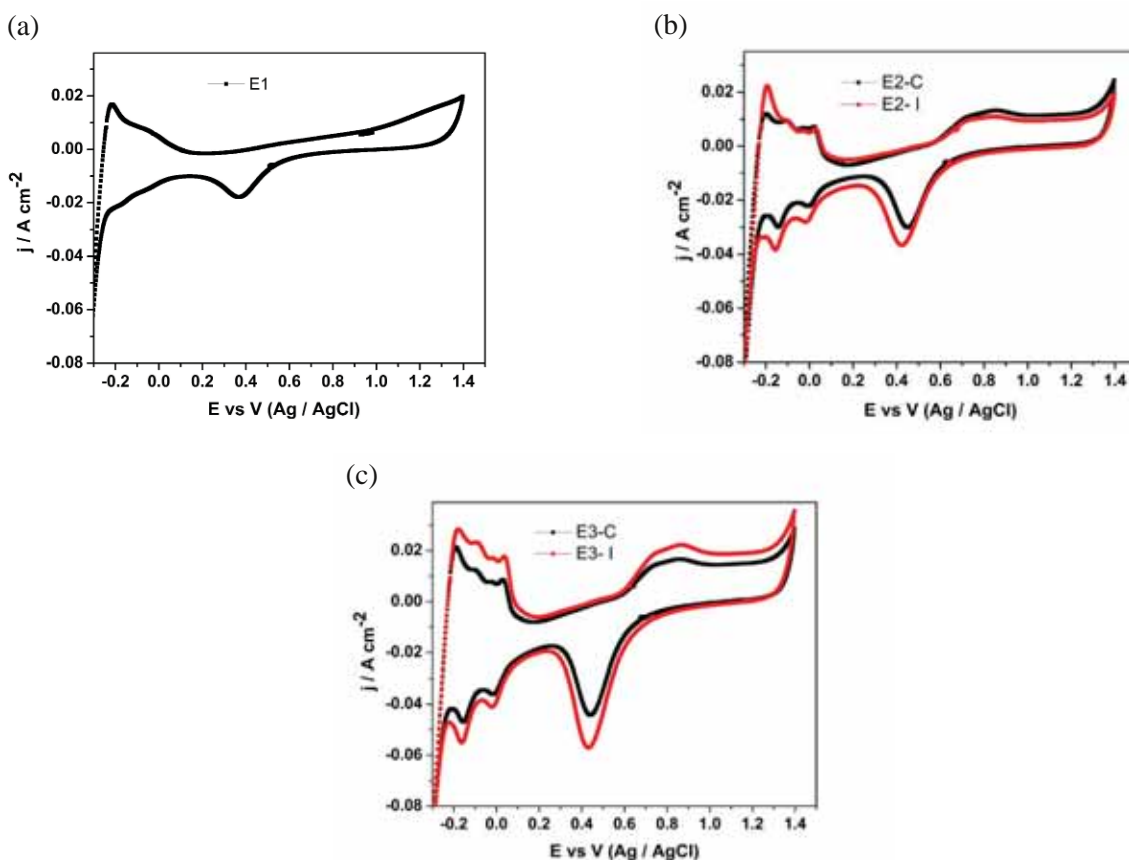 (a)
E1
0.02
0.00
-0.02
-0.04
-0.06
-0.08
j / A cm-2
-0.2 0.0 0.2 0.4 0.6 0.8 1.0 1.2 1.4
E vs V (Ag / AgCl)
(b)
E2-C
E2- I
0.02
0.00
-0.02
-0.04
-0.06
-0.08
j / A cm-2
-0.2 0.0 0.2 0.4 0.6 0.8 1.0 1.2 1.4
E vs V (Ag / AgCl)
(c)
E3-C
E3- I
0.02
0.00
-0.02
-0.04
-0.06
-0.08
j / A cm-2
-0.2 0.0 0.2 0.4 0.6 0.8 1.0 1.2 1.4
E vs V (Ag / AgCl)